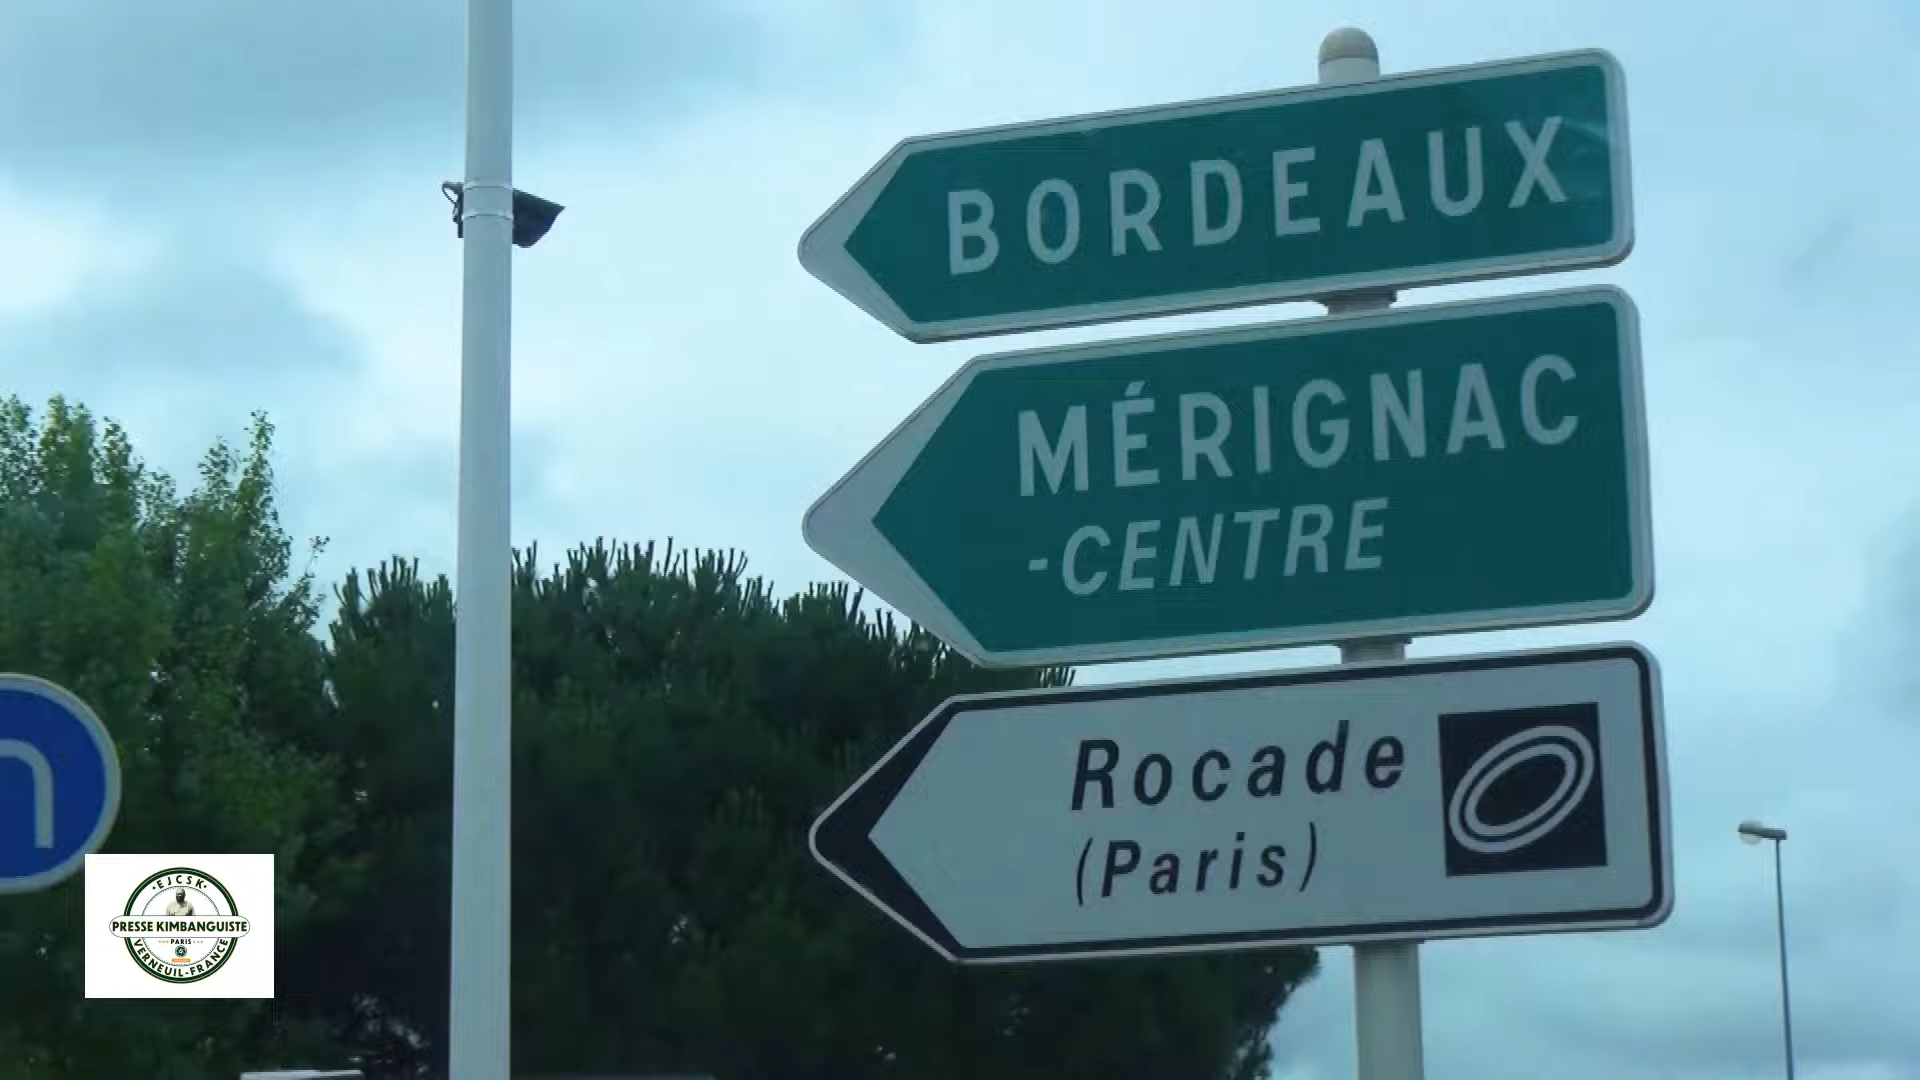 BORDEAUX
MÉRIGNAC
-CENTRE
Rocade
(Paris)
·EJCSK·
PRESSE KIMBANGUISTE
PARIS
VERNEUIL-FRANCE